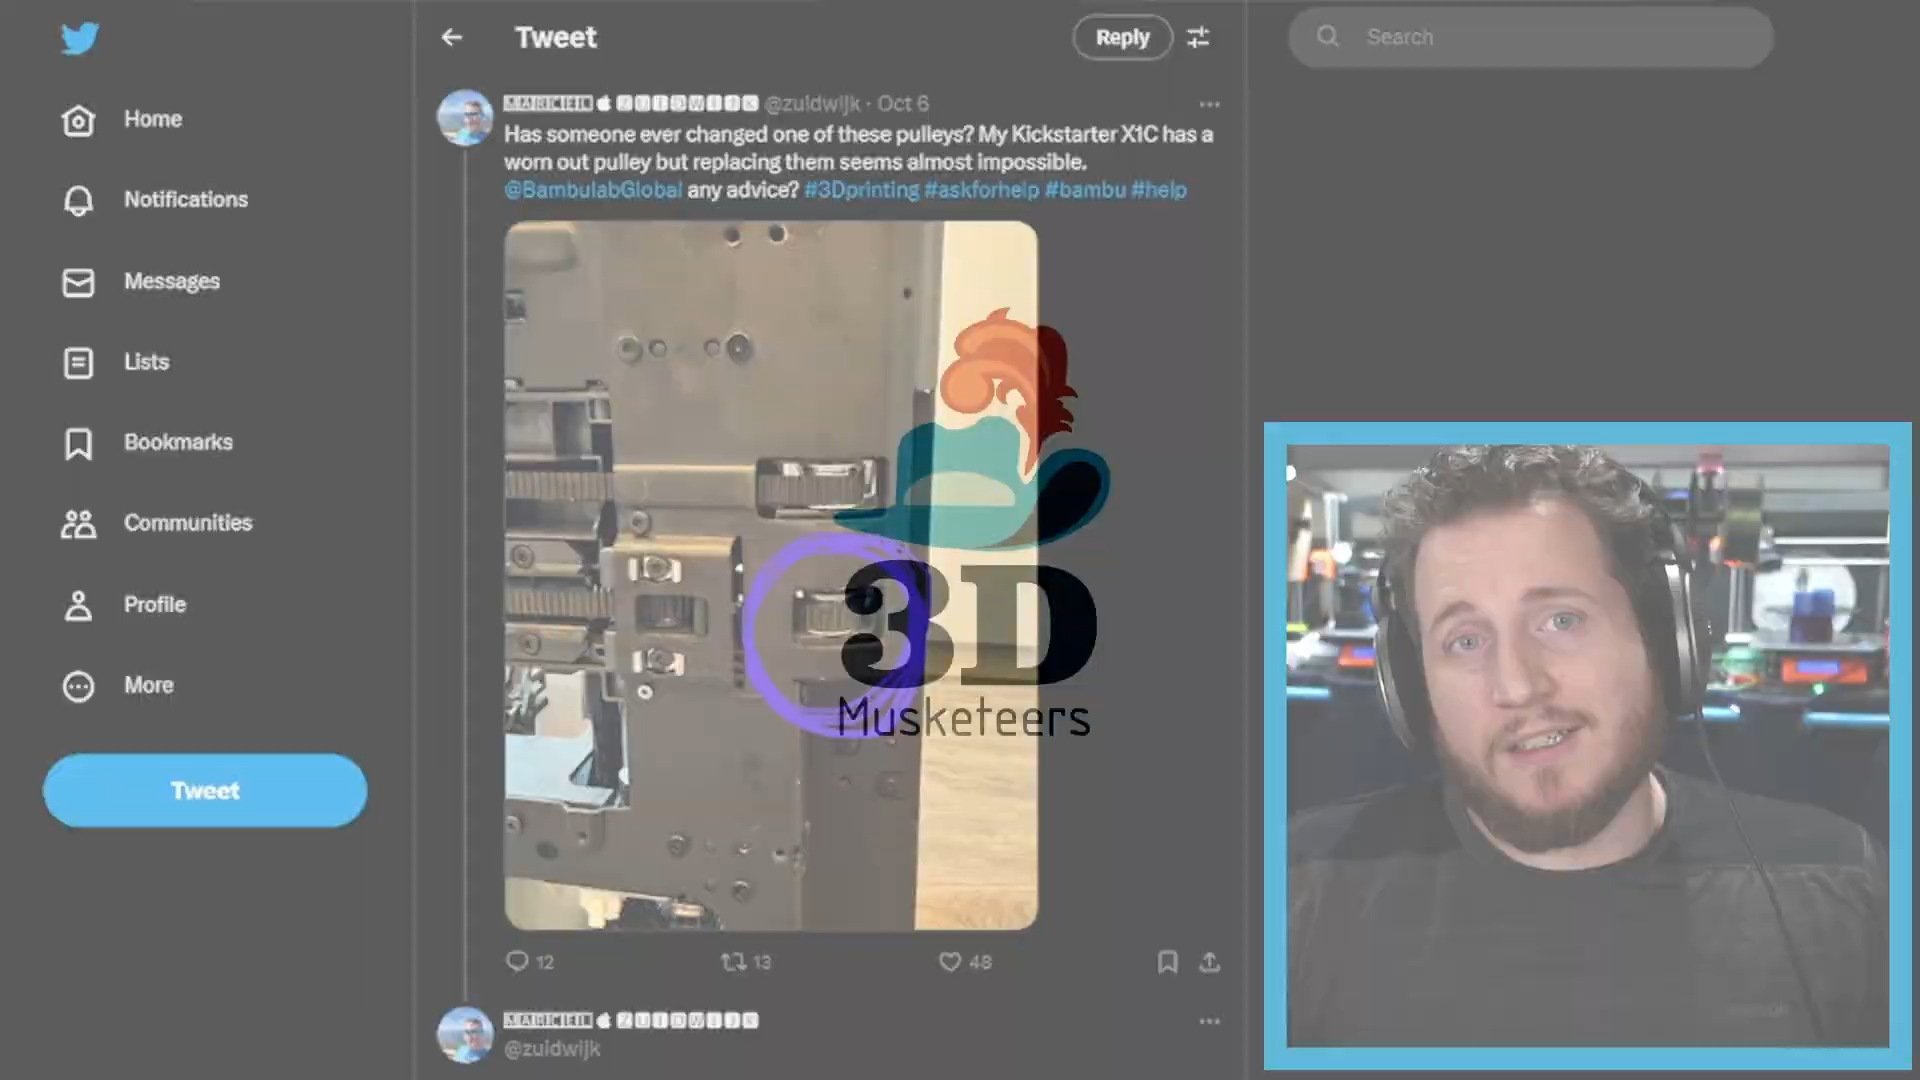 Tweet
Reply
Search
Home
Notifications
Messages
Lists
Bookmarks
Communities
Profile
More
Tweet
🅼🅰🆁🅲🅴🅻  🆉🆄🅸🅳🆆🅸🅹🅺 @zuidwijk · Oct 6
Has someone ever changed one of these pulleys? My Kickstarter X1C has a
worn out pulley but replacing them seems almost impossible.
@BambulabGlobal any advice? #3Dprinting #askforhelp #bambu #help
3D
Musketeers
12 13 48
🅼🅰🆁🅲🅴🅻  🆉🆄🅸🅳🆆🅸🅹🅺
@zuidwijk